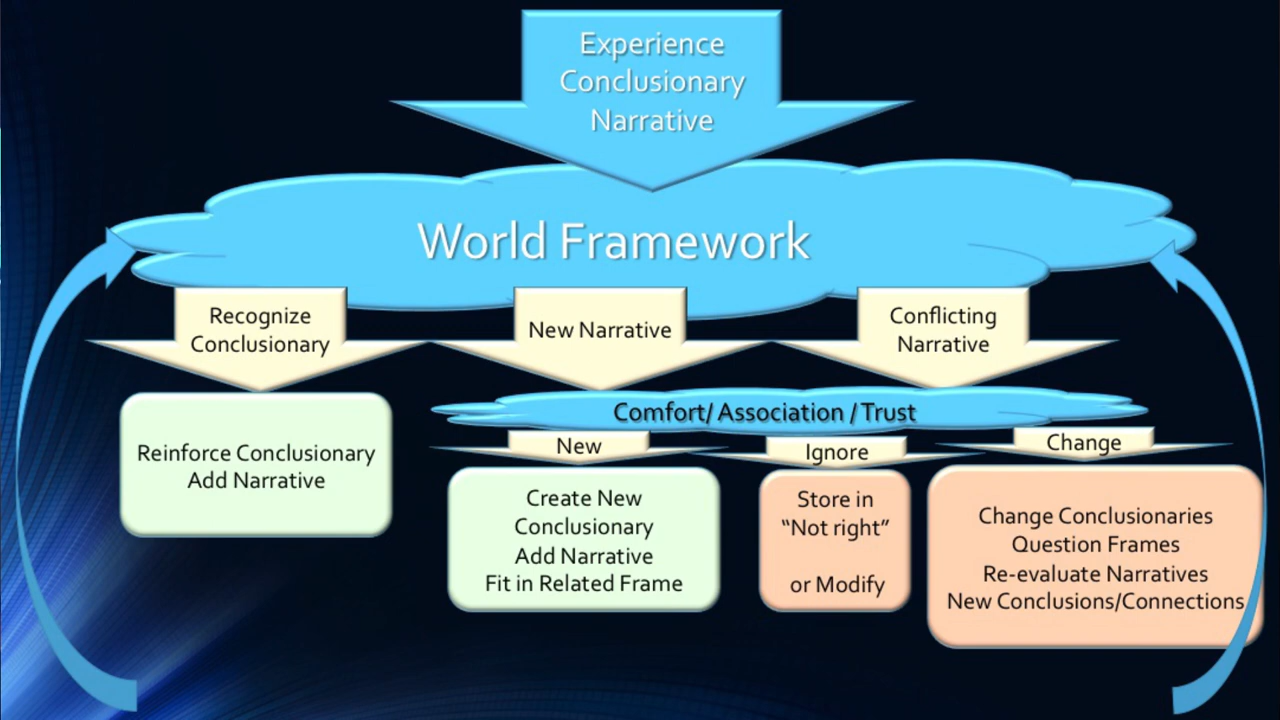 Experience
Conclusionary
Narrative
World Framework
Recognize
Conclusionary
New Narrative
Conflicting
Narrative
Reinforce Conclusionary
Add Narrative
Comfort/ Association / Trust
New
Ignore
Change
Create New
Conclusionary
Add Narrative
Fit in Related Frame
Store in
“Not right”
or Modify
Change Conclusionaries
Question Frames
Re-evaluate Narratives
New Conclusions/Connections